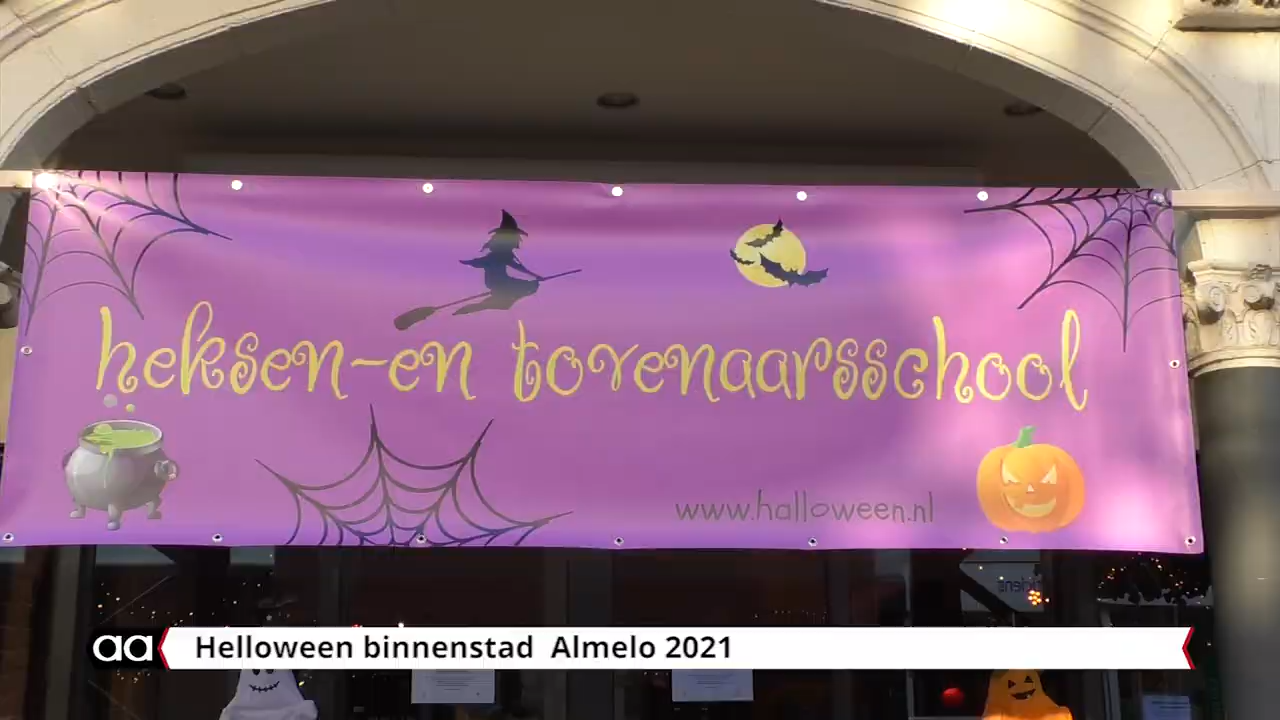 heksen-en tovenaarsschool
www.halloween.nl
aa
Helloween binnenstad Almelo 2021